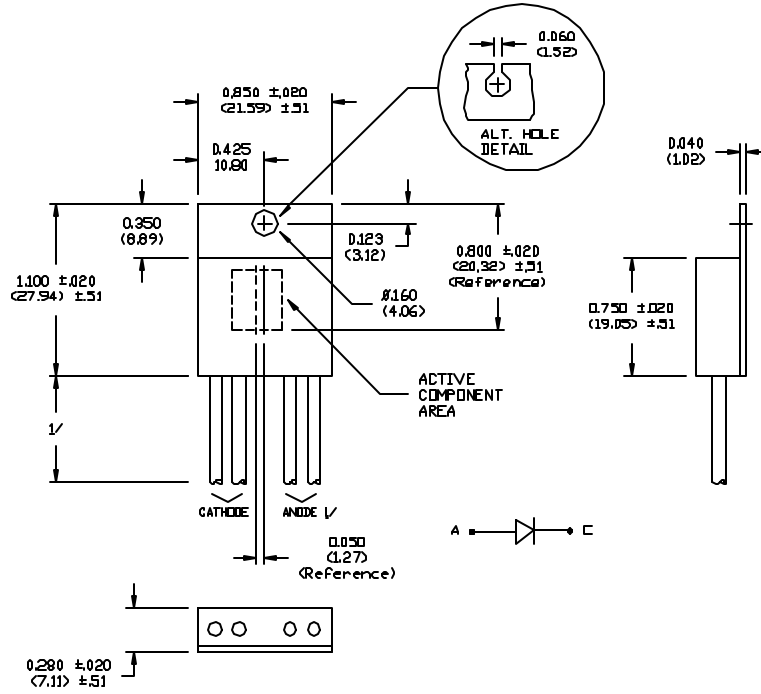 0.060
(1.52)
ALT. HOLE
DETAIL
0.850 ±.020
(21.59) ±.51
0.425
10.80
0.040
(1.02)
0.350
(8.89)
0.123
(3.12)
0.800 ±.020
(20.32) ±.51
(Reference)
1.100 ±.020
(27.94) ±.51
ø.160
(4.06)
0.750 ±.020
(19.05) ±.51
ACTIVE
COMPONENT
AREA
1/
CATHODE
ANODE 1/
A
C
0.050
(1.27)
(Reference)
0.280 ±.020
(7.11) ±.51